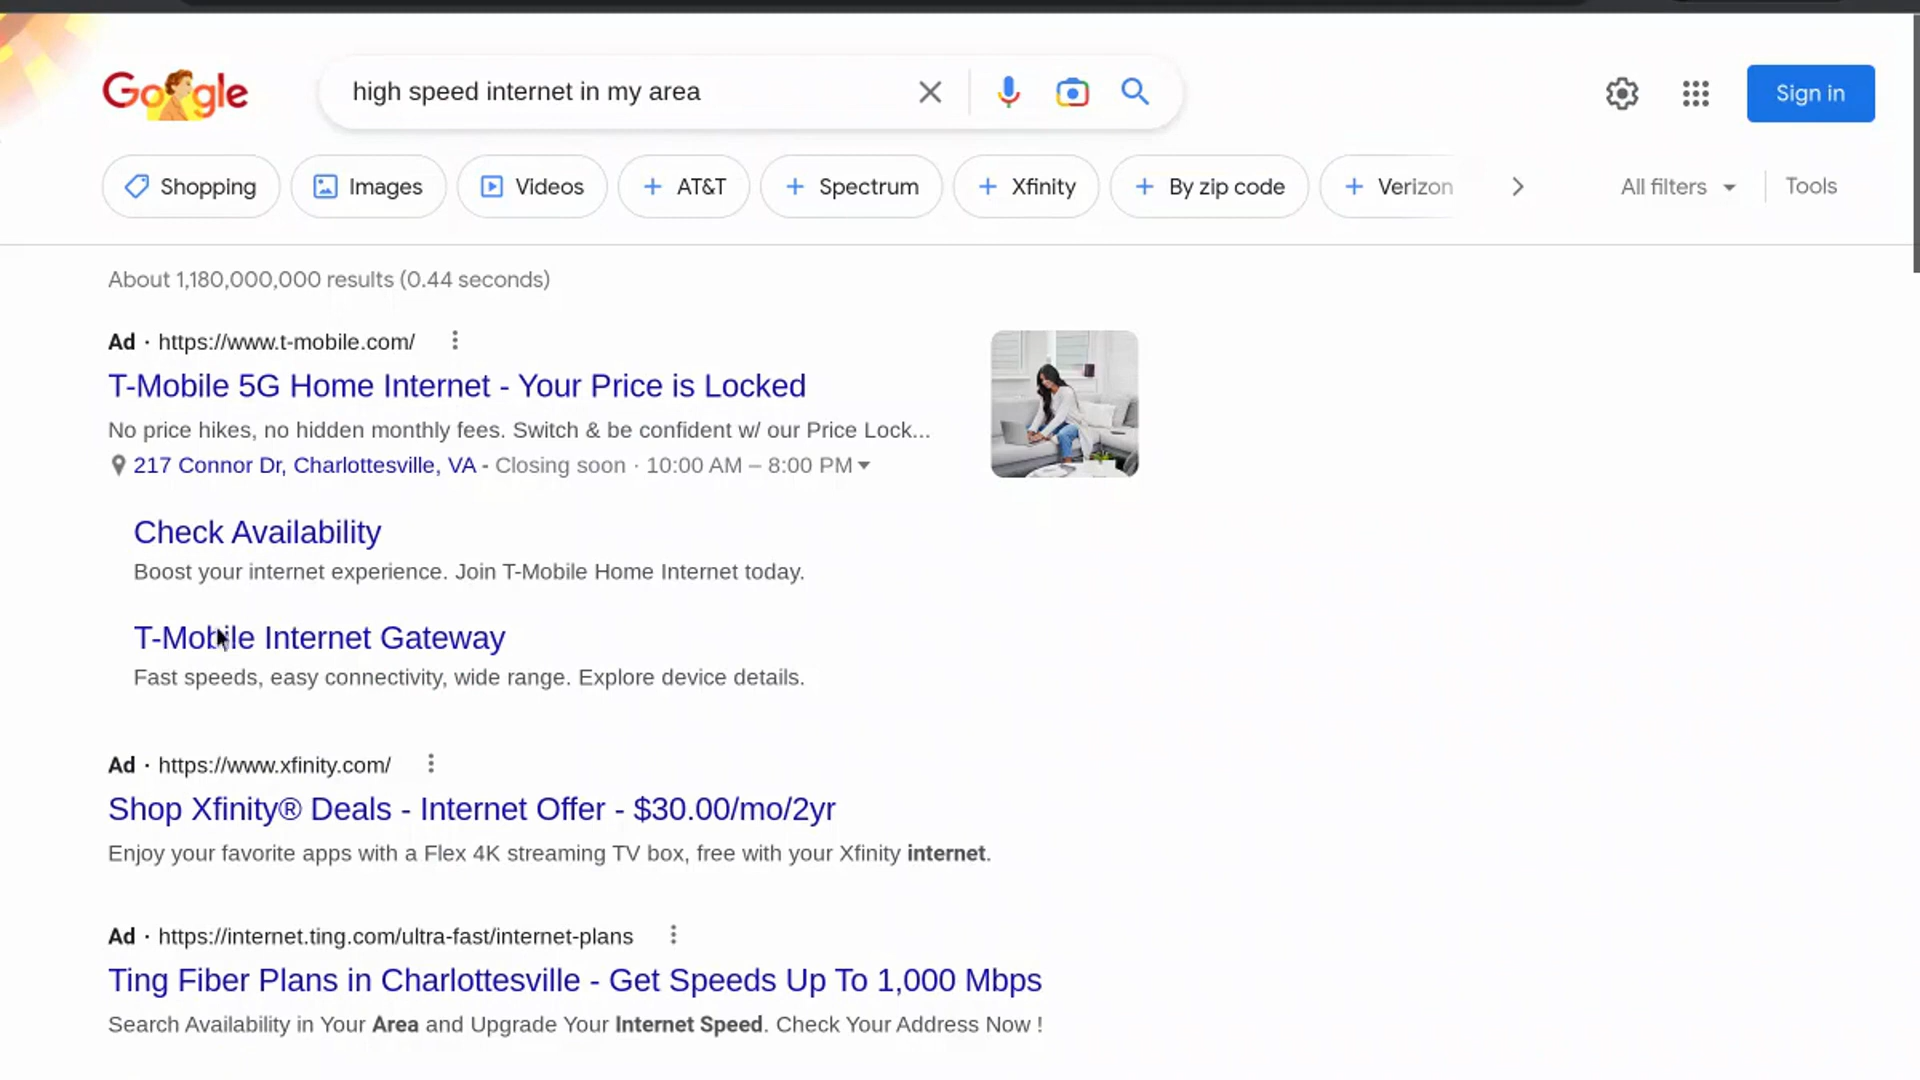 Google
high speed internet in my area
Sign in
Shopping
Images
Videos
AT&T
Spectrum
Xfinity
By zip code
Verizon
All filters
Tools
About 1,180,000,000 results (0.44 seconds)
Ad · https://www.t-mobile.com/
T-Mobile 5G Home Internet - Your Price is Locked
No price hikes, no hidden monthly fees. Switch & be confident w/ our Price Lock...
217 Connor Dr, Charlottesville, VA - Closing soon · 10:00 AM – 8:00 PM
Check Availability
Boost your internet experience. Join T-Mobile Home Internet today.
T-Mobile Internet Gateway
Fast speeds, easy connectivity, wide range. Explore device details.
Ad · https://www.xfinity.com/
Shop Xfinity® Deals - Internet Offer - $30.00/mo/2yr
Enjoy your favorite apps with a Flex 4K streaming TV box, free with your Xfinity internet.
Ad · https://internet.ting.com/ultra-fast/internet-plans
Ting Fiber Plans in Charlottesville - Get Speeds Up To 1,000 Mbps
Search Availability in Your Area and Upgrade Your Internet Speed. Check Your Address Now !